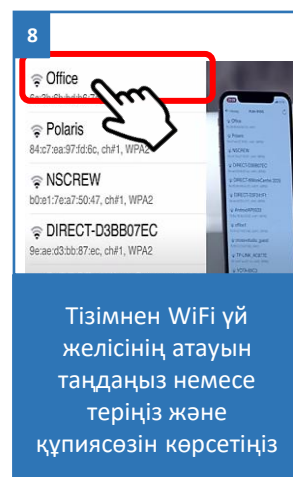 8
Office
Polaris
84:c7:ea:97:fd:6c, ch#1, WPA2
NSCREW
b0:e1:7e:a7:50:47, ch#1, WPA2
DIRECT-D3BB07EC
9e:ae:d3:bb:87:ec, ch#1, WPA2
Тізімнен WiFi үй
желісінің атауын
таңдаңыз немесе
теріңіз және
құпиясөзін көрсетіңіз